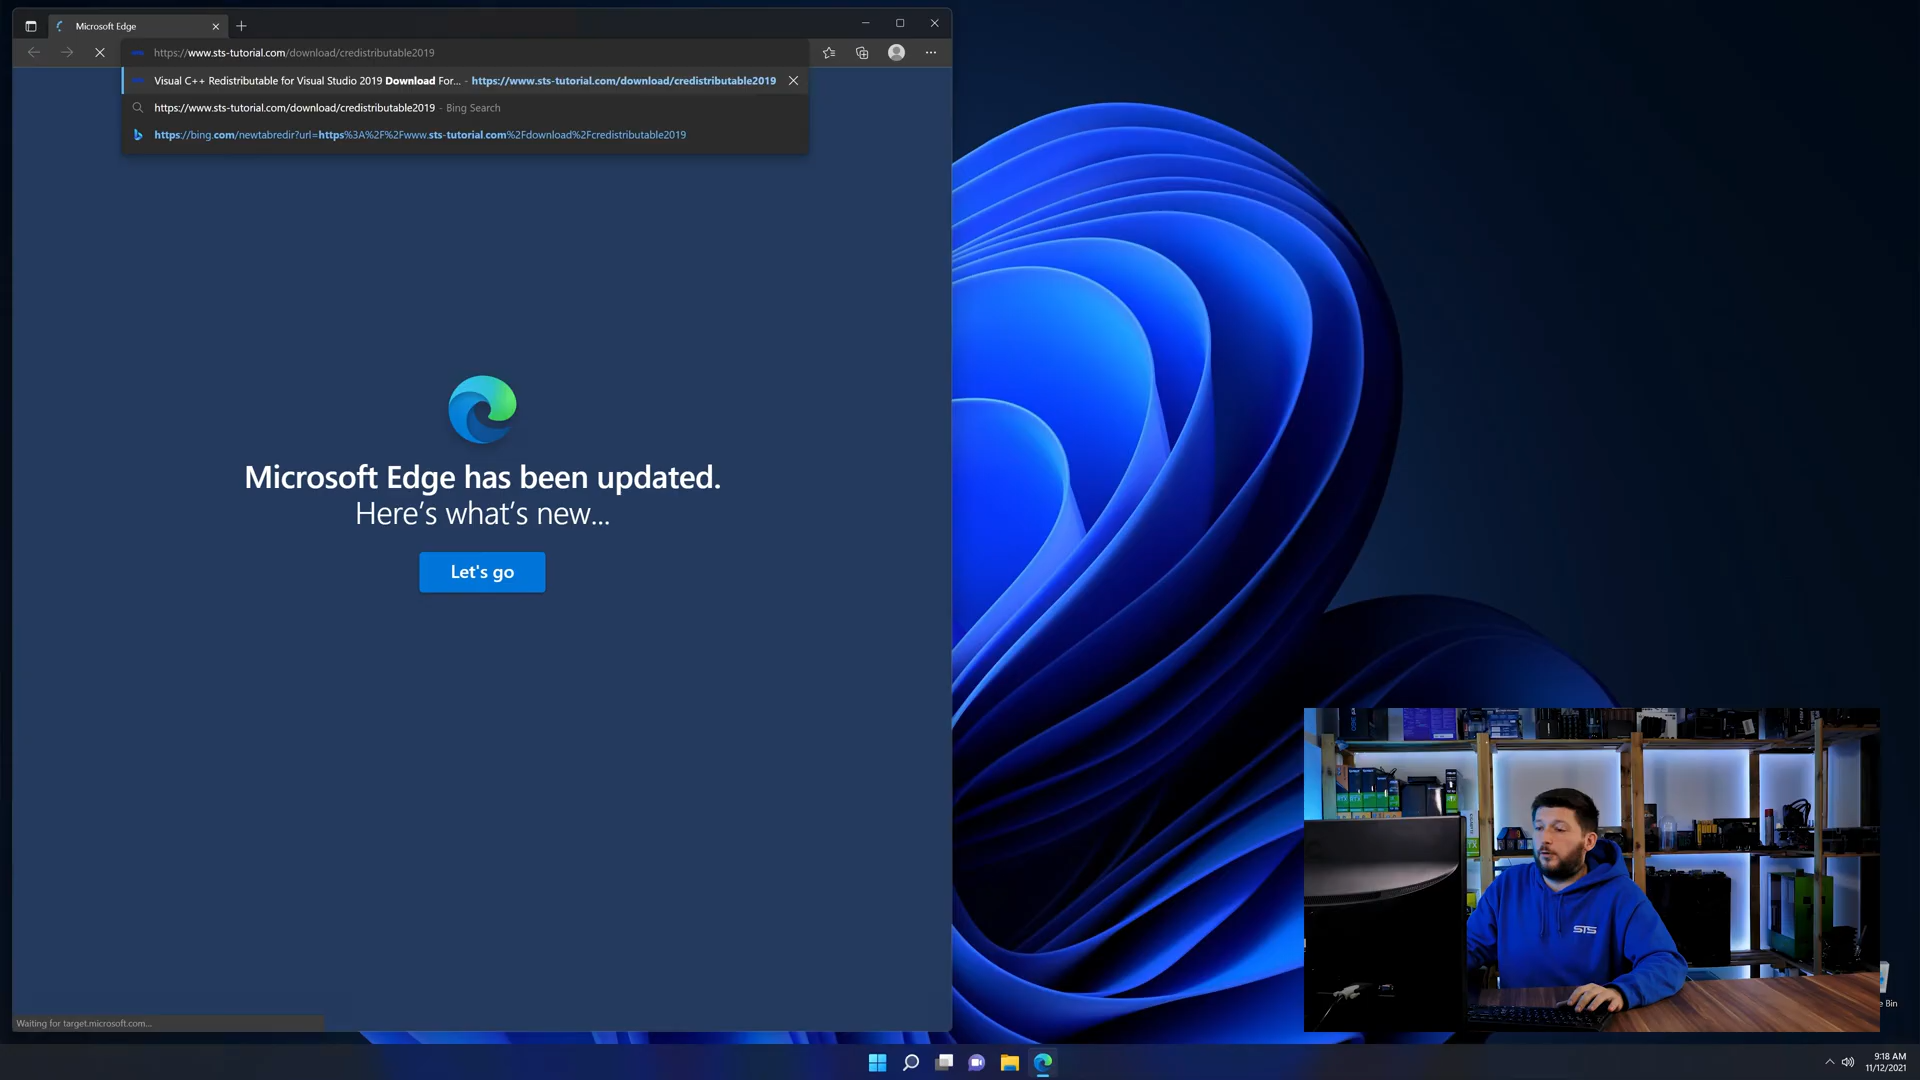 Microsoft Edge
https://www.sts-tutorial.com/download/credistributable2019
Visual C++ Redistributable for Visual Studio 2019 Download For... - https://www.sts-tutorial.com/download/credistributable2019
https://www.sts-tutorial.com/download/credistributable2019 - Bing Search
https://bing.com/newtabredir?url=https%3A%2F%2Fwww.sts-tutorial.com%2Fdownload%2Fcredistributable2019
Microsoft Edge has been updated.
Here's what's new...
Let's go
STS
Bin
Waiting for target.microsoft.com...
9:18 AM
11/12/2021